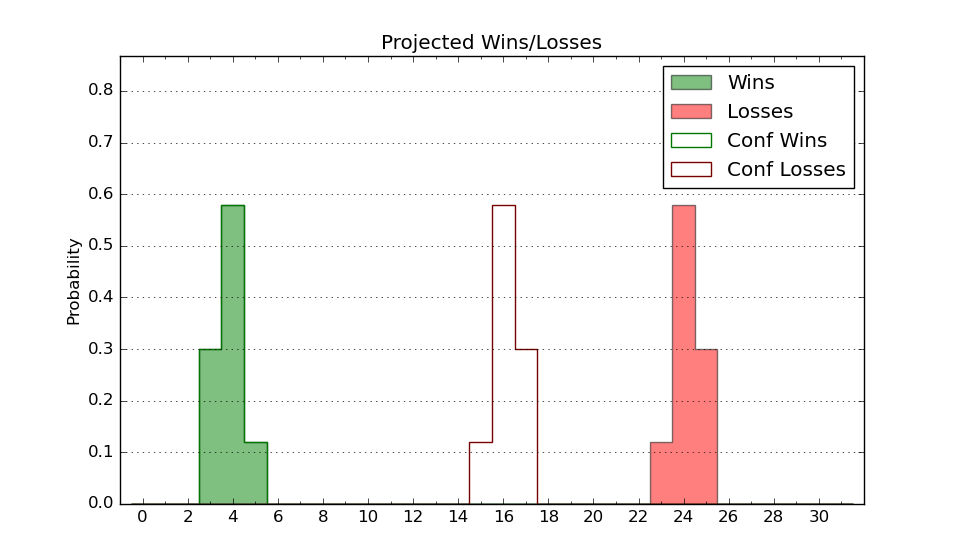 Projected Wins/Losses
Wins
Losses
Conf Wins
Conf Losses
Probability
0.8
0.7
0.6
0.5
0.4
0.3
0.2
0.1
0.0
0 2 4 6 8 10 12 14 16 18 20 22 24 26 28 30